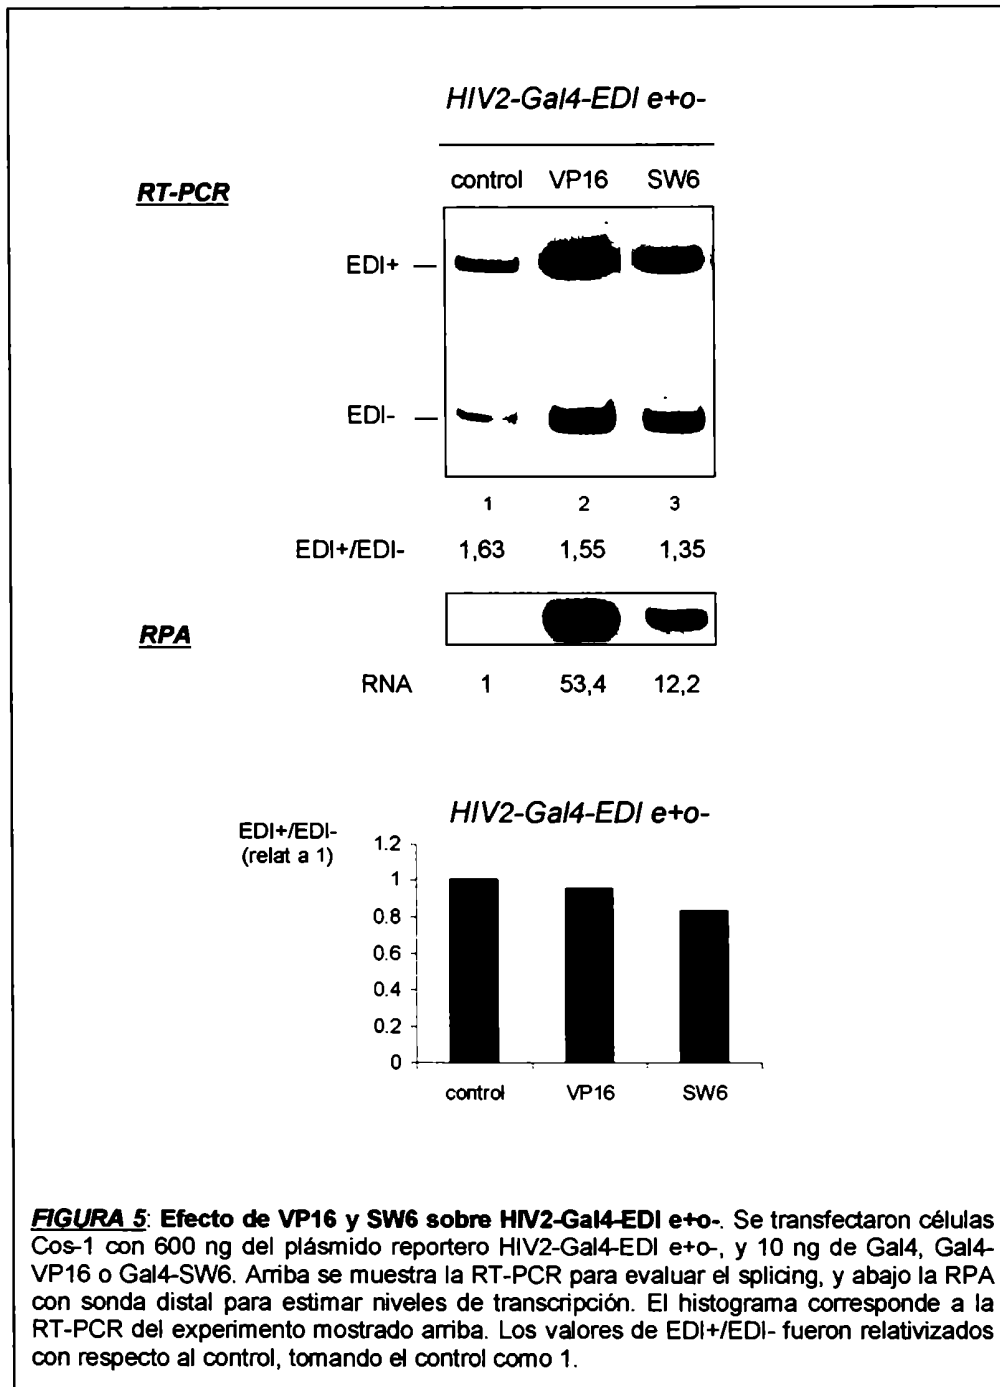 HIV2-Gal4-EDI e+o-
control VP16 SW6
RT-PCR
EDI+
EDI-
1 2 3
EDI+/EDI- 1,63 1,55 1,35
RPA
RNA 1 53,4 12,2
HIV2-Gal4-EDI e+o-
EDI+/EDI-
(relat a 1)
1.2
1
0.8
0.6
0.4
0.2
0
control VP16 SW6
FIGURA 5: Efecto de VP16 y SW6 sobre HIV2-Gal4-EDI e+o-. Se transfectaron células
Cos-1 con 600 ng del plásmido reportero HIV2-Gal4-EDI e+o-, y 10 ng de Gal4, Gal4-
VP16 o Gal4-SW6. Arriba se muestra la RT-PCR para evaluar el splicing, y abajo la RPA
con sonda distal para estimar niveles de transcripción. El histograma corresponde a la
RT-PCR del experimento mostrado arriba. Los valores de EDI+/EDI- fueron relativizados
con respecto al control, tomando el control como 1.